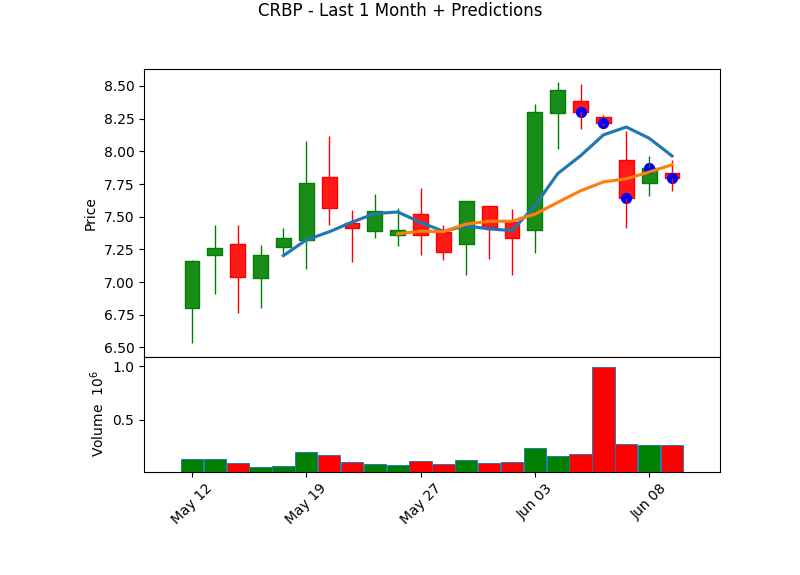 CRBP - Last 1 Month + Predictions
8.50
8.25
8.00
7.75
7.50
7.25
7.00
6.75
6.50
Price
1.0
0.5
Volume 10^6
May 12
May 19
May 27
Jun 03
Jun 08